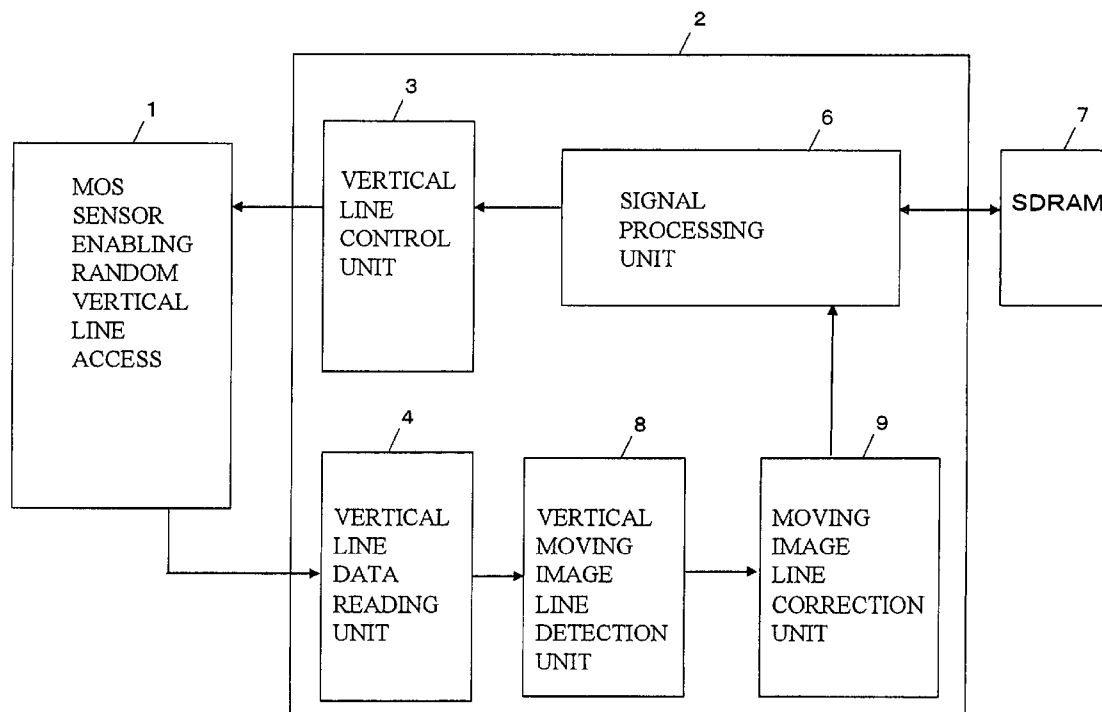 2
1
3
6
7
MOS
SENSOR
ENABLING
RANDOM
VERTICAL
LINE
ACCESS
VERTICAL
LINE
CONTROL
UNIT
SIGNAL
PROCESSING
UNIT
SDRAM
4
8
9
VERTICAL
LINE
DATA
READING
UNIT
VERTICAL
MOVING
IMAGE
LINE
DETECTION
UNIT
MOVING
IMAGE
LINE
CORRECTION
UNIT